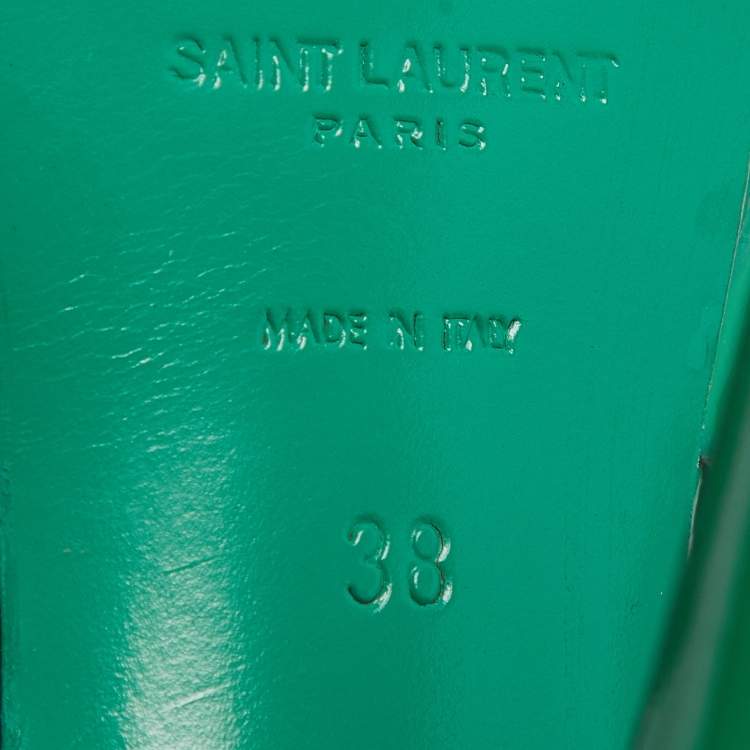 SAINT LAURENT
PARIS
MADE IN ITALY
38